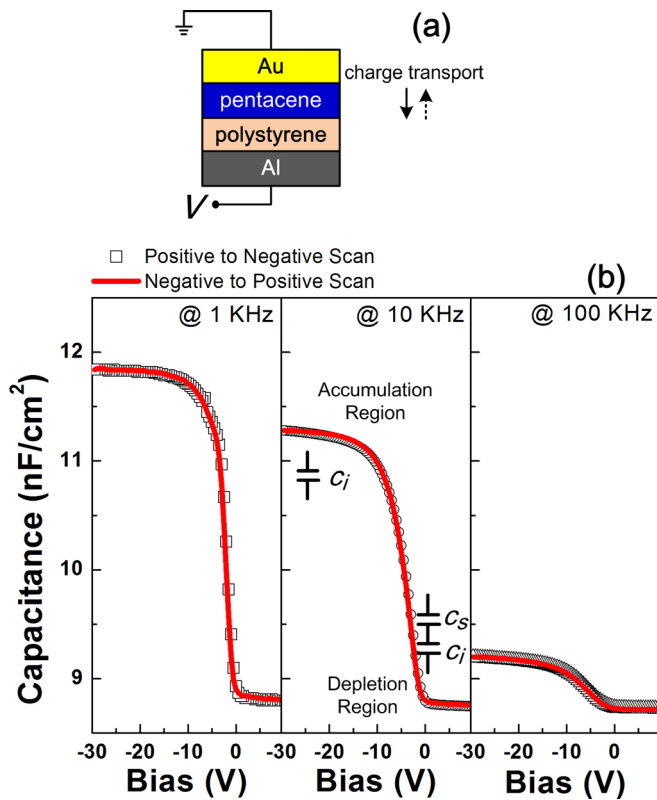 (a)
Au
pentacene
polystyrene
Al
V
charge transport
Positive to Negative Scan
Negative to Positive Scan
(b)
@ 1 KHz
@ 10 KHz
@ 100 KHz
Capacitance (nF/cm²)
12
11
10
9
Accumulation
Region
Ci
Cs
Ci
Depletion
Region
-30 -20 -10 0
-30 -20 -10 0
-30 -20 -10 0
Bias (V)
Bias (V)
Bias (V)